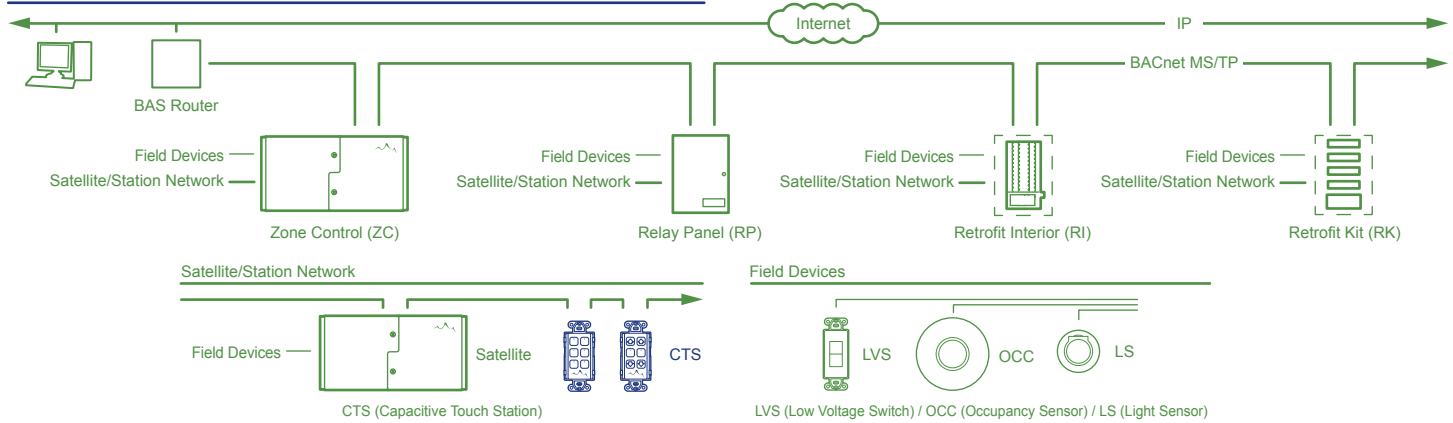 Internet
IP
BACnet MS/TP
BAS Router
Field Devices
Satellite/Station Network
Zone Control (ZC)
Field Devices
Satellite/Station Network
Relay Panel (RP)
Field Devices
Satellite/Station Network
Retrofit Interior (RI)
Field Devices
Satellite/Station Network
Retrofit Kit (RK)
Satellite/Station Network
Field Devices
Satellite
CTS
CTS (Capacitive Touch Station)
Field Devices
LVS
OCC
LS
LVS (Low Voltage Switch) / OCC (Occupancy Sensor) / LS (Light Sensor)